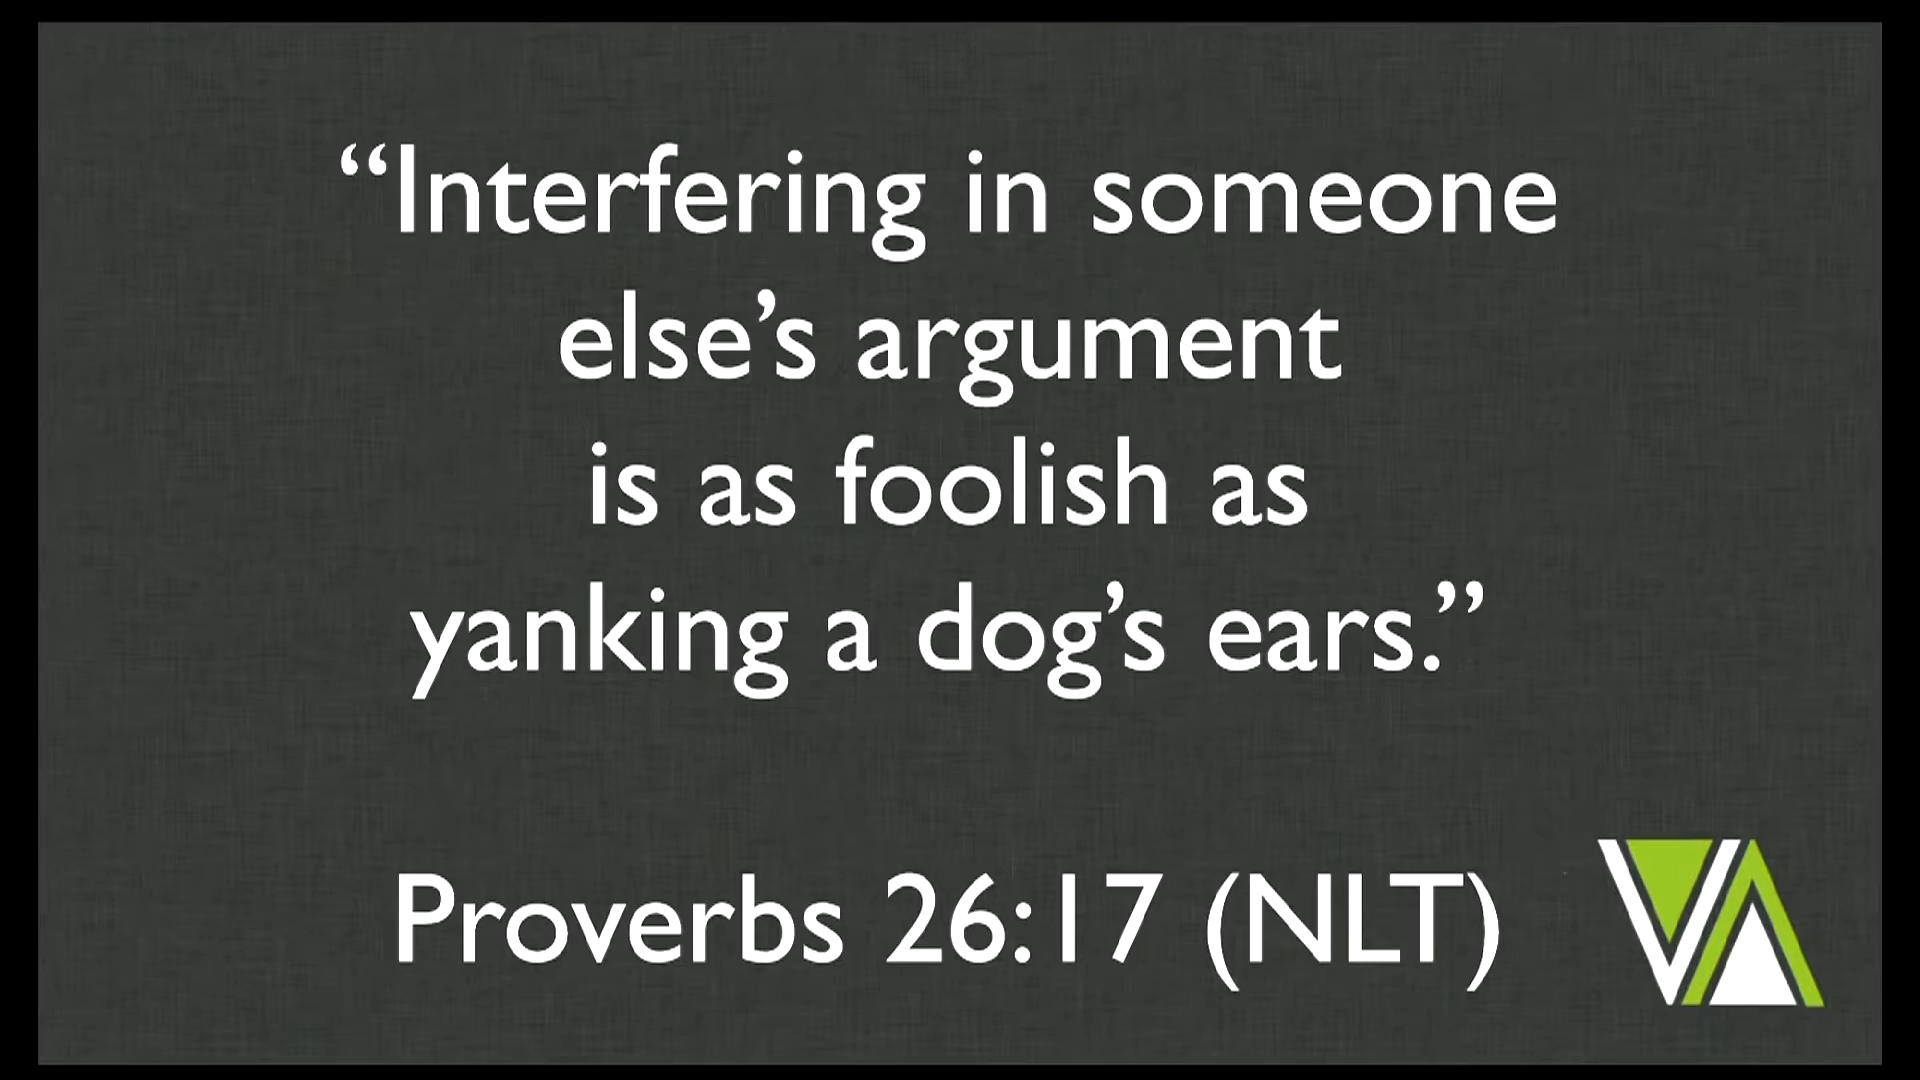 “Interfering in someone
else’s argument
is as foolish as
yanking a dog’s ears.”
Proverbs 26:17 (NLT)